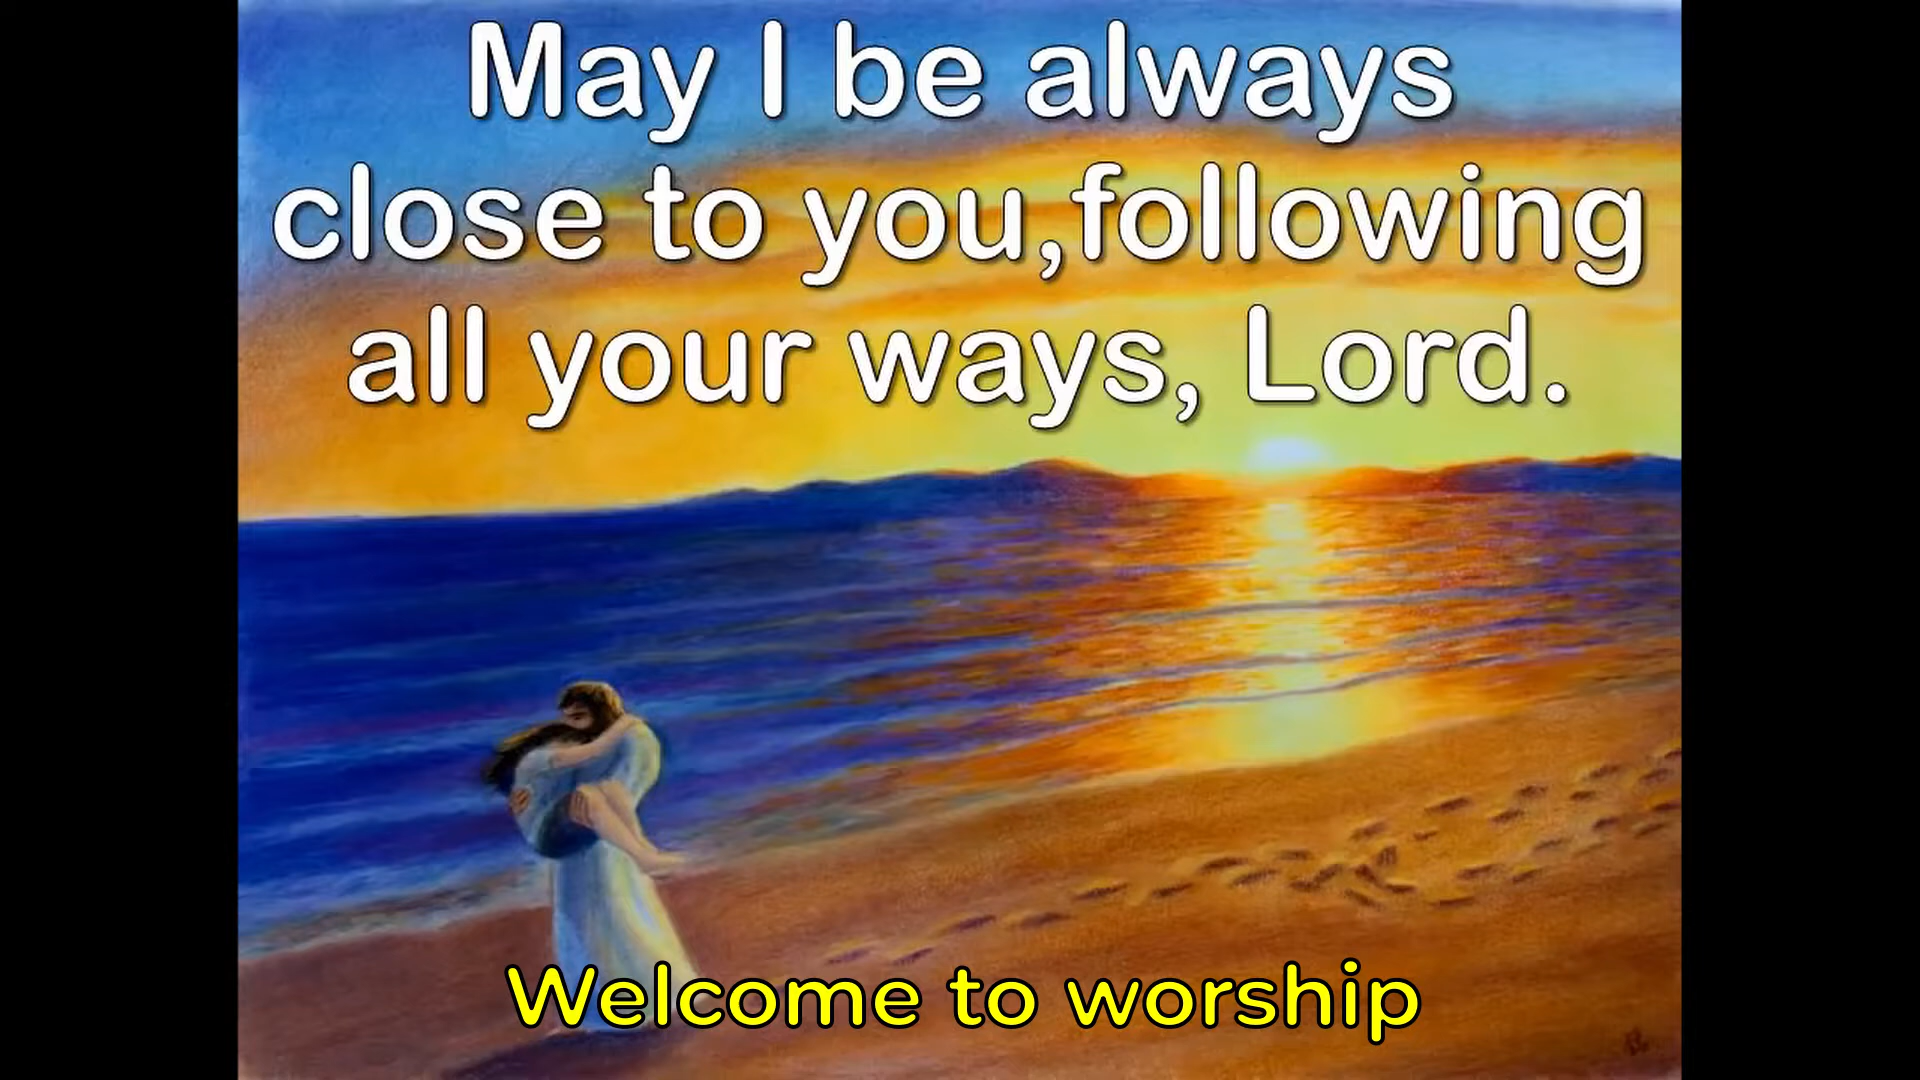 May I be always
close to you,following
all your ways, Lord.
Welcome to worship